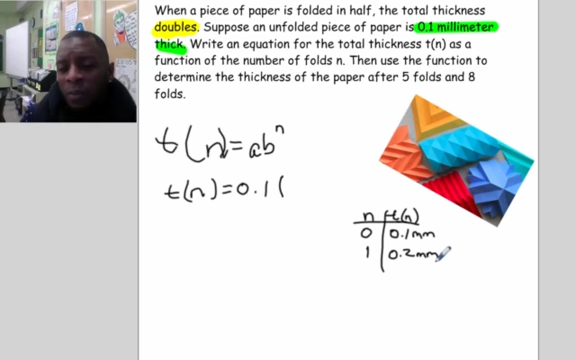 When a piece of paper is folded in half, the total thickness
doubles. Suppose an unfolded piece of paper is 0.1 millimeter
thick. Write an equation for the total thickness t(n) as a
function of the number of folds n. Then use the function to
determine the thickness of the paper after 5 folds and 8
folds.
t(n)=abⁿ
t(n)=0.1(
n t(n)
0 0.1mm
1 0.2mm